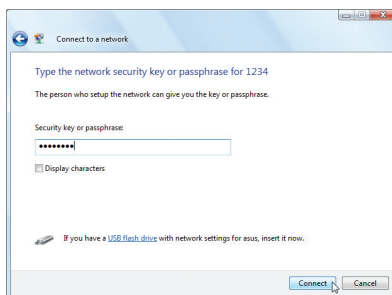 Connect to a network
Type the network security key or passphrase for 1234
The person who setup the network can give you the key or passphrase.
Security key or passphrase:
••••••••
Display characters
If you have a USB flash drive with network settings for asus, insert it now.
Connect
Cancel